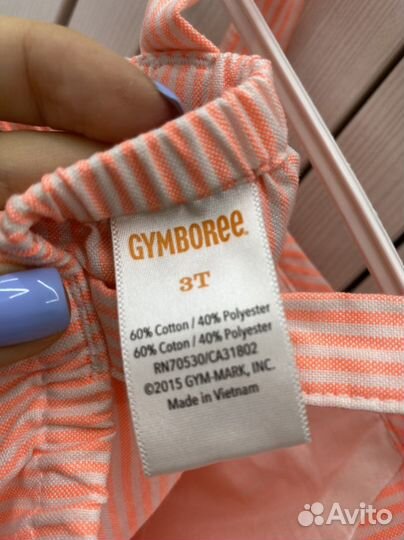 GYMBOREE
3T
60% Cotton / 40% Polyester
60% Coton / 40% Polyester
RN70530/CA31802
©2015 GYM-MARK, INC.
Made in Vietnam
Avito